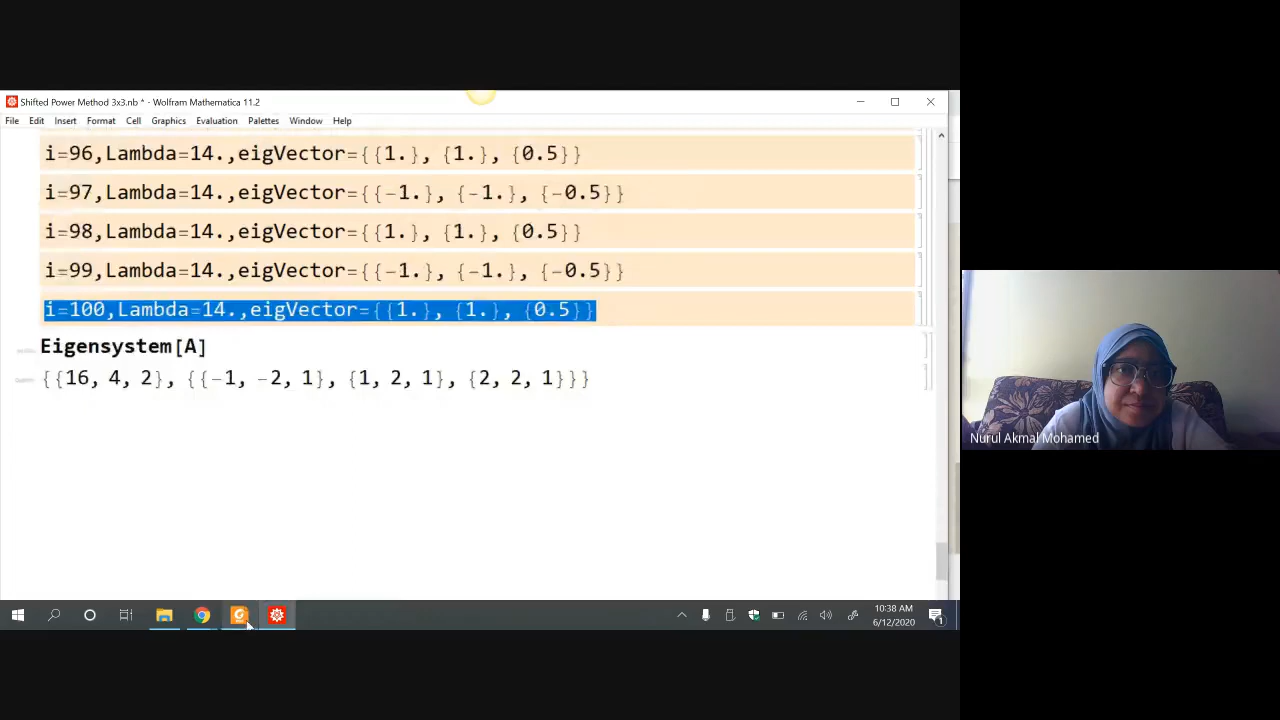 Shifted Power Method 3x3.nb * - Wolfram Mathematica 11.2
File Edit Insert Format Cell Graphics Evaluation Palettes Window Help
i=96,Lambda=14.,eigVector={{1.}, {1.}, {0.5}}
i=97,Lambda=14.,eigVector={{-1.}, {-1.}, {-0.5}}
i=98,Lambda=14.,eigVector={{1.}, {1.}, {0.5}}
i=99,Lambda=14.,eigVector={{-1.}, {-1.}, {-0.5}}
i=100,Lambda=14.,eigVector={{1.}, {1.}, {0.5}}
Eigensystem[A]
{{16, 4, 2}, {{-1, -2, 1}, {1, 2, 1}, {2, 2, 1}}}
Nurul Akmal Mohamed
10:38 AM
6/12/2020
1